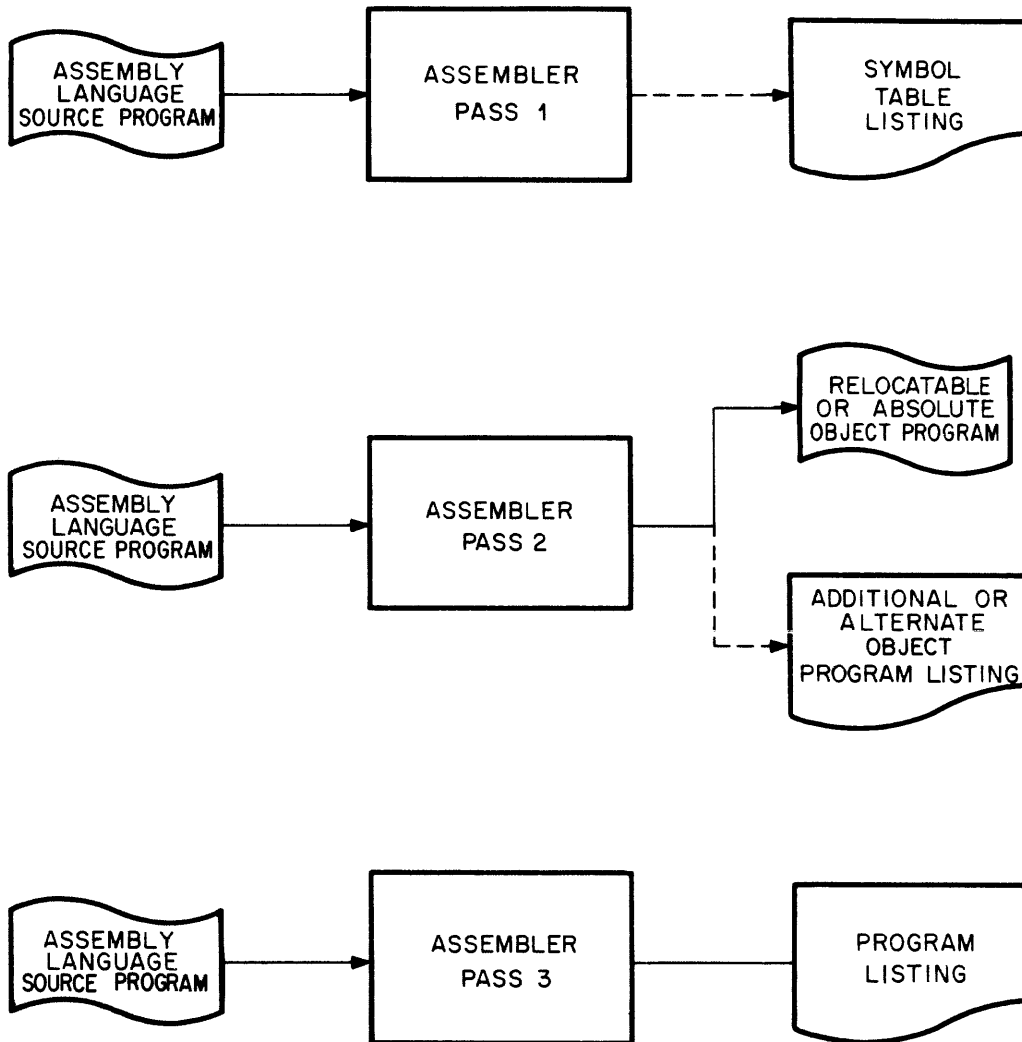 ASSEMBLY
LANGUAGE
SOURCE PROGRAM
ASSEMBLER
PASS 1
SYMBOL
TABLE
LISTING
ASSEMBLY
LANGUAGE
SOURCE PROGRAM
ASSEMBLER
PASS 2
RELOCATABLE
OR ABSOLUTE
OBJECT PROGRAM
ADDITIONAL OR
ALTERNATE
OBJECT
PROGRAM LISTING
ASSEMBLY
LANGUAGE
SOURCE PROGRAM
ASSEMBLER
PASS 3
PROGRAM
LISTING